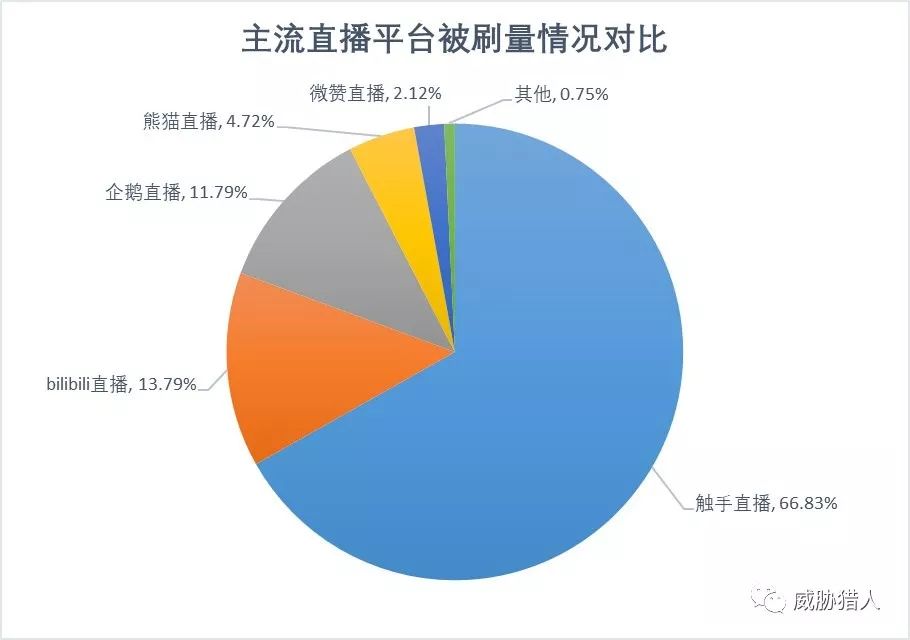 主流直播平台被刷量情况对比
微赞直播, 2.12%
其他, 0.75%
熊猫直播, 4.72%
企鹅直播, 11.79%
bilibili直播, 13.79%
触手直播, 66.83%
威胁猎人